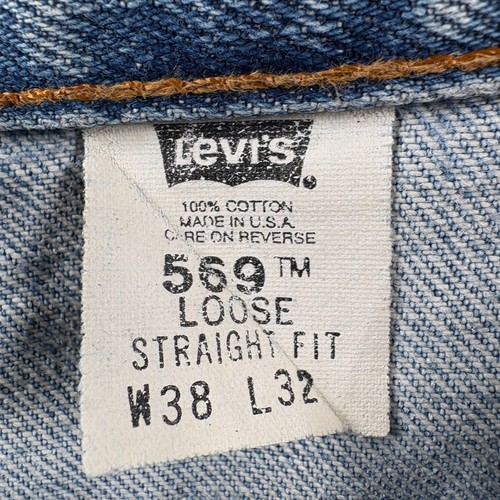 Levi's
100% COTTON
MADE IN U.S.A.
CARE ON REVERSE
569™
LOOSE
STRAIGHT FIT
W38 L32